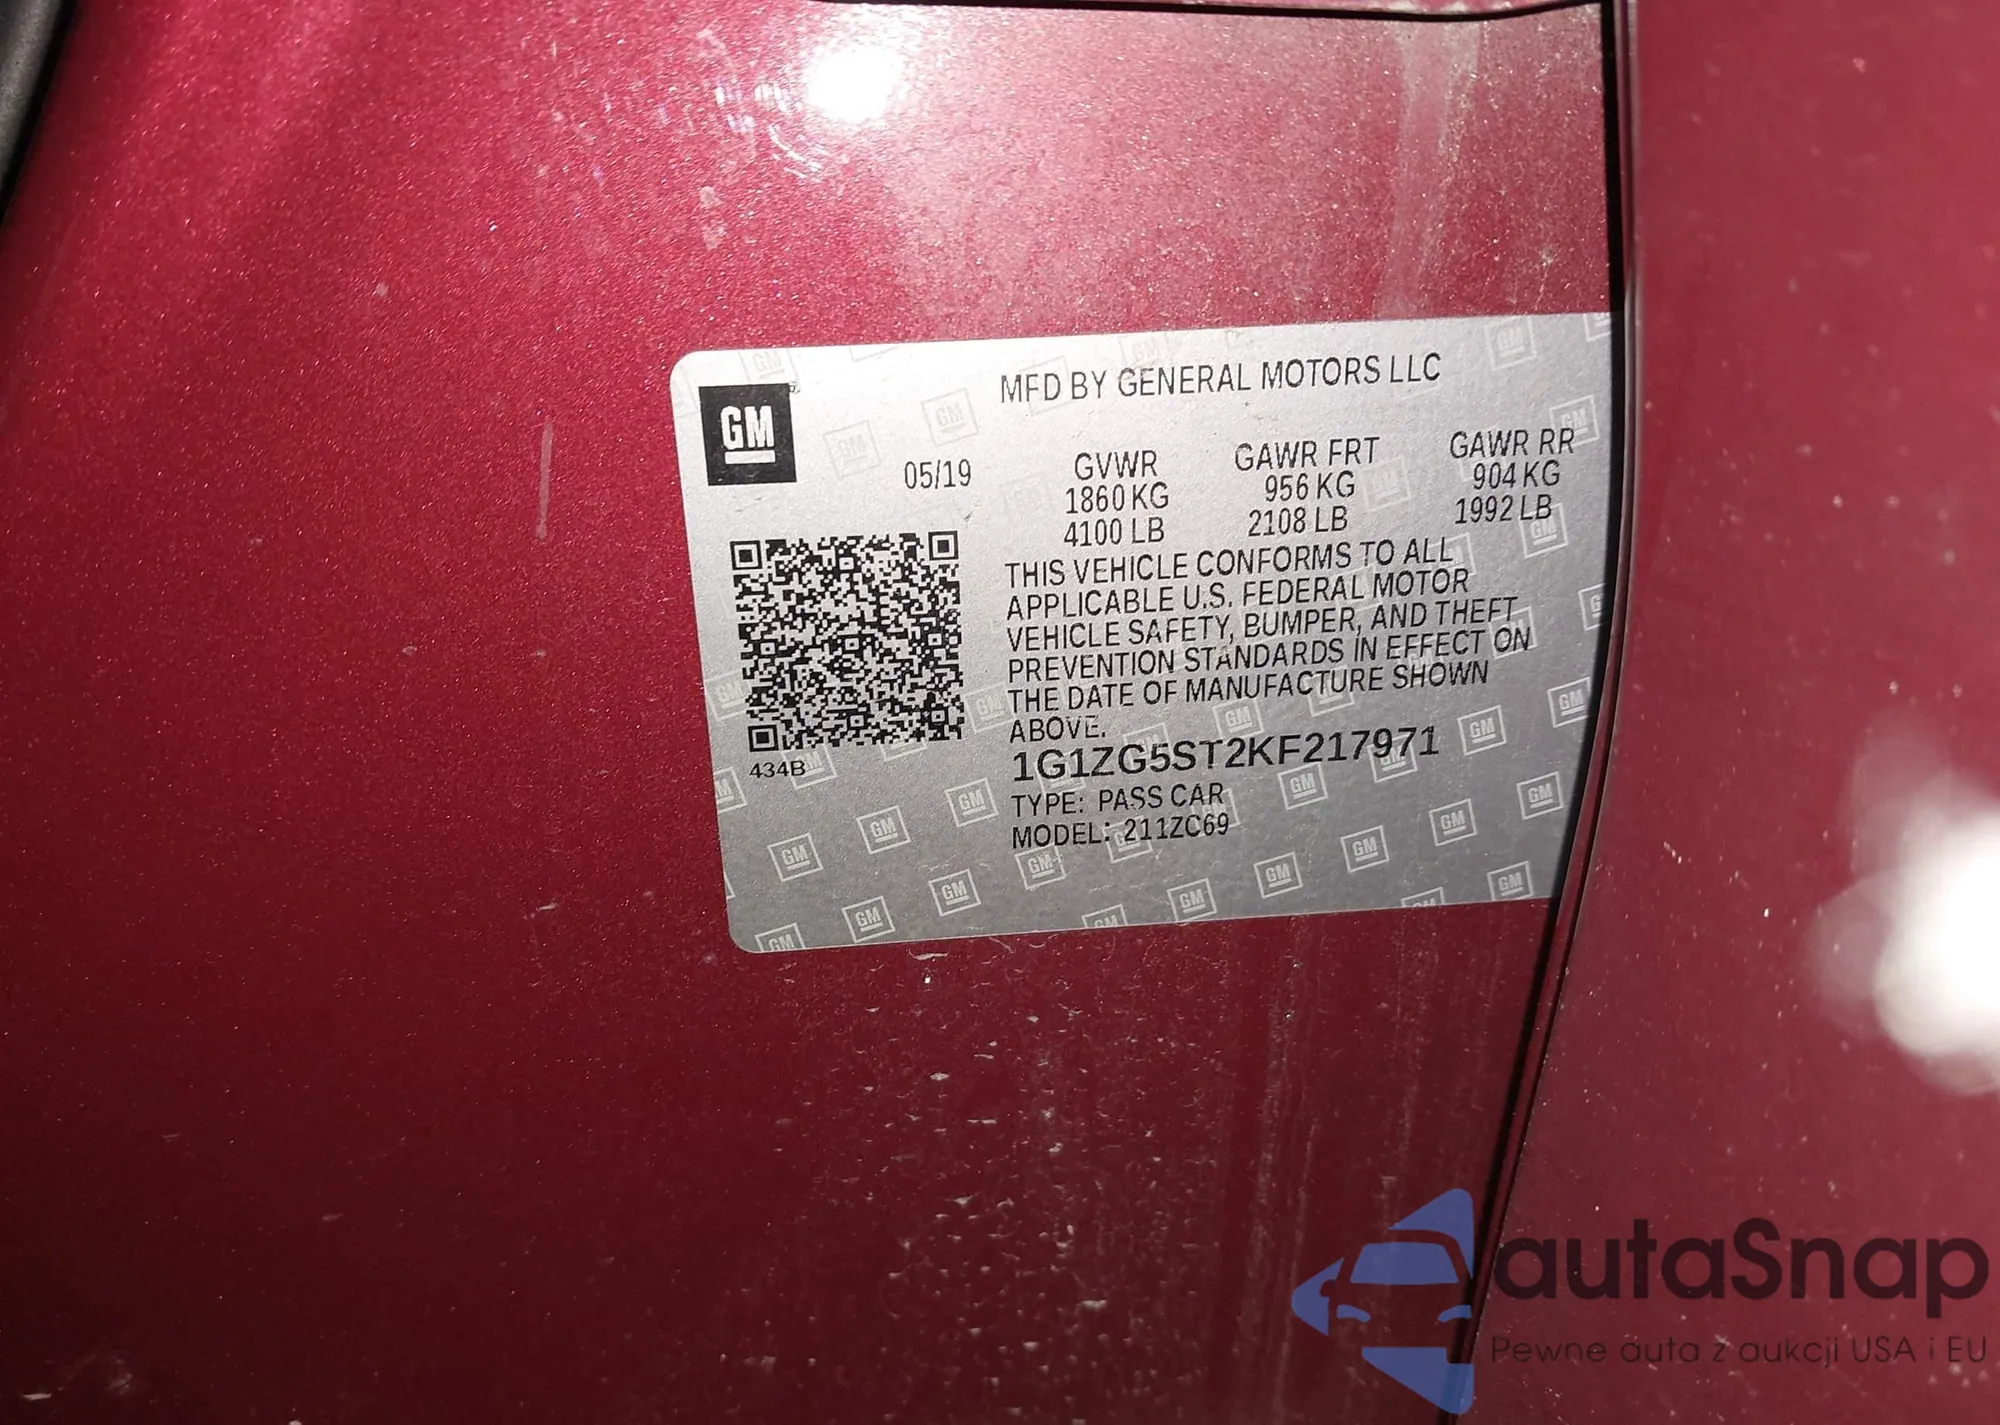 MFD BY GENERAL MOTORS LLC
GM
05/19
GVWR
1860 KG
4100 LB
GAWR FRT
956 KG
2108 LB
GAWR RR
904 KG
1992 LB
THIS VEHICLE CONFORMS TO ALL
APPLICABLE U.S. FEDERAL MOTOR
VEHICLE SAFETY, BUMPER, AND THEFT
PREVENTION STANDARDS IN EFFECT ON
THE DATE OF MANUFACTURE SHOWN
ABOVE.
1G1ZG5ST2KF217971
434B
TYPE: PASS CAR
MODEL: 211ZC69
autaSnap
Pewne auta z aukcji USA i EU